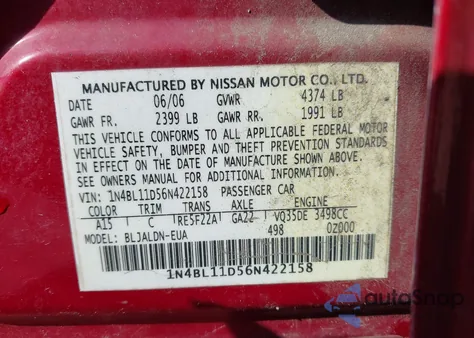 MANUFACTURED BY NISSAN MOTOR CO., LTD.
DATE 06/06 GVWR 4374 LB
GAWR FR. 2399 LB GAWR RR. 1991 LB
THIS VEHICLE CONFORMS TO ALL APPLICABLE FEDERAL MOTOR
VEHICLE SAFETY, BUMPER AND THEFT PREVENTION STANDARDS
IN EFFECT ON THE DATE OF MANUFACTURE SHOWN ABOVE.
SEE OWNERS MANUAL FOR ADDITIONAL INFORMATION.
VIN: 1N4BL11D56N422158 PASSENGER CAR
COLOR TRIM TRANS AXLE ENGINE
A15 C RE5F22A GA22 VQ35DE 3498CC
MODEL: BLJALDN-EUA 498 0Z000
1N4BL11D56N422158
autoSnap